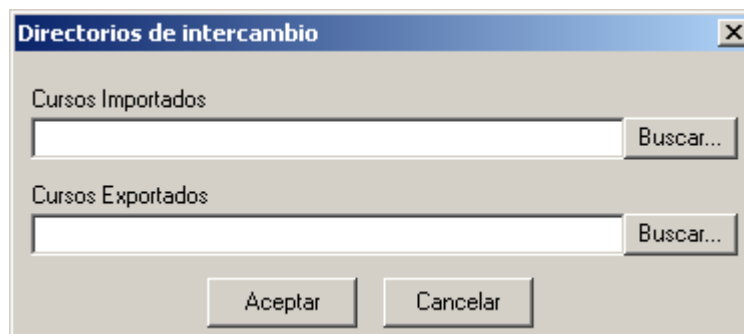 Directorios de intercambio
Cursos Importados
Buscar...
Cursos Exportados
Buscar...
Aceptar Cancelar